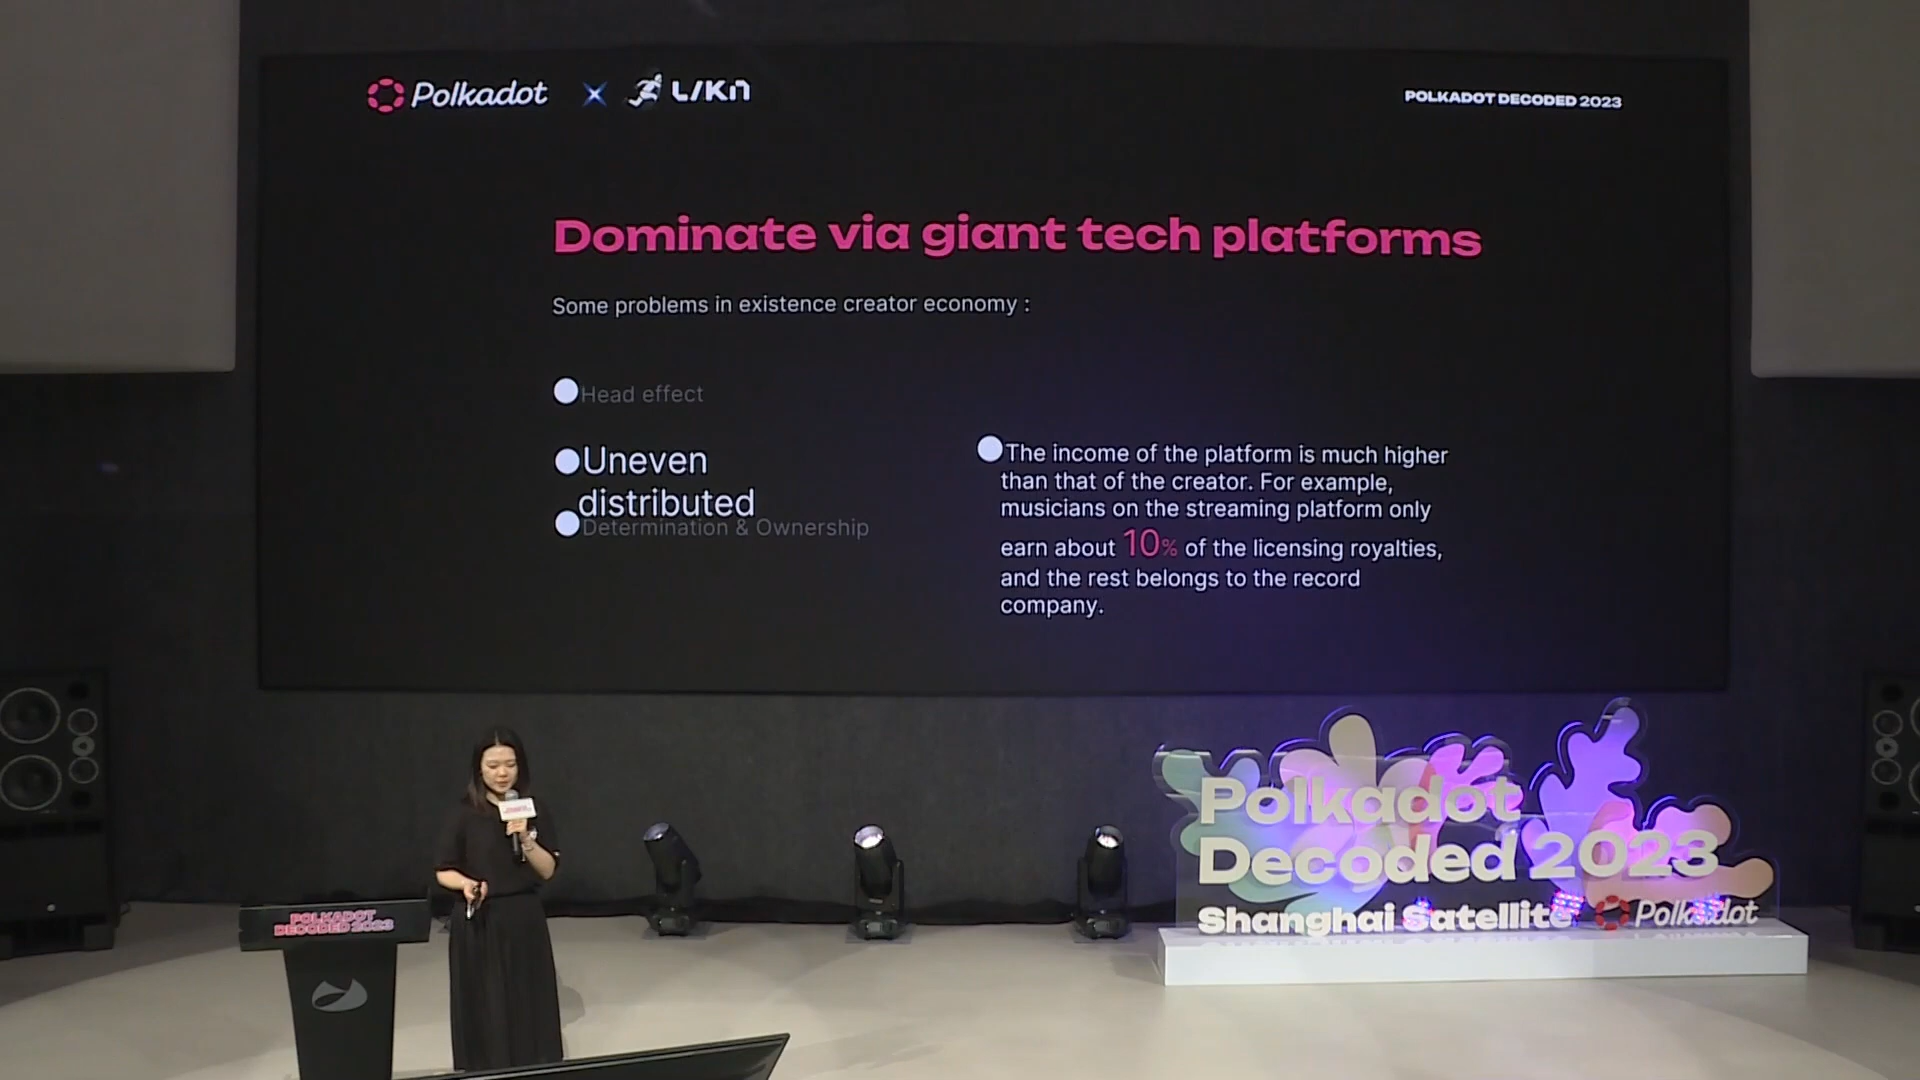 Polkadot
LIKn
POLKADOT DECODED 2023
Dominate via giant tech platforms
Some problems in existence creator economy :
Head effect
Uneven
distributed
Determination & Ownership
The income of the platform is much higher
than that of the creator. For example,
musicians on the streaming platform only
earn about 10% of the licensing royalties,
and the rest belongs to the record
company.
POLKADOT
DECODED 2023
Polkadot
Decoded 2023
Shanghai Satellite
Polkadot